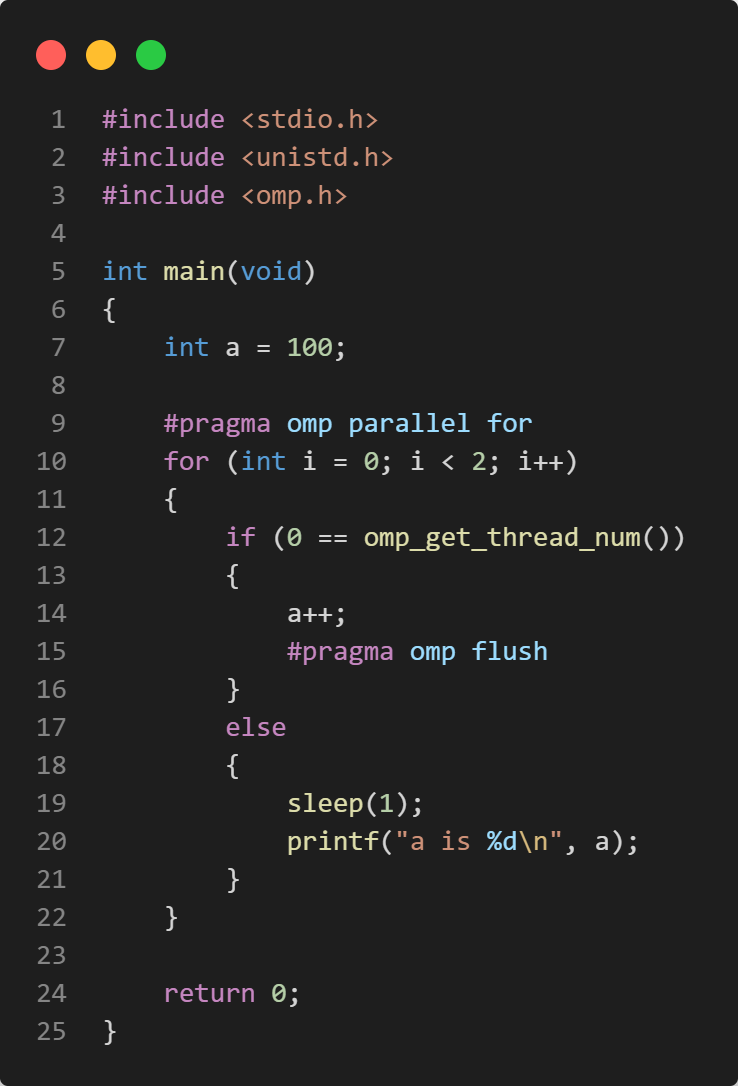 1 #include <stdio.h>
2 #include <unistd.h>
3 #include <omp.h>
4
5 int main(void)
6 {
7     int a = 100;
8
9     #pragma omp parallel for
10     for (int i = 0; i < 2; i++)
11     {
12         if (0 == omp_get_thread_num())
13         {
14             a++;
15             #pragma omp flush
16         }
17         else
18         {
19             sleep(1);
20             printf("a is %d\n", a);
21         }
22     }
23
24     return 0;
25 }